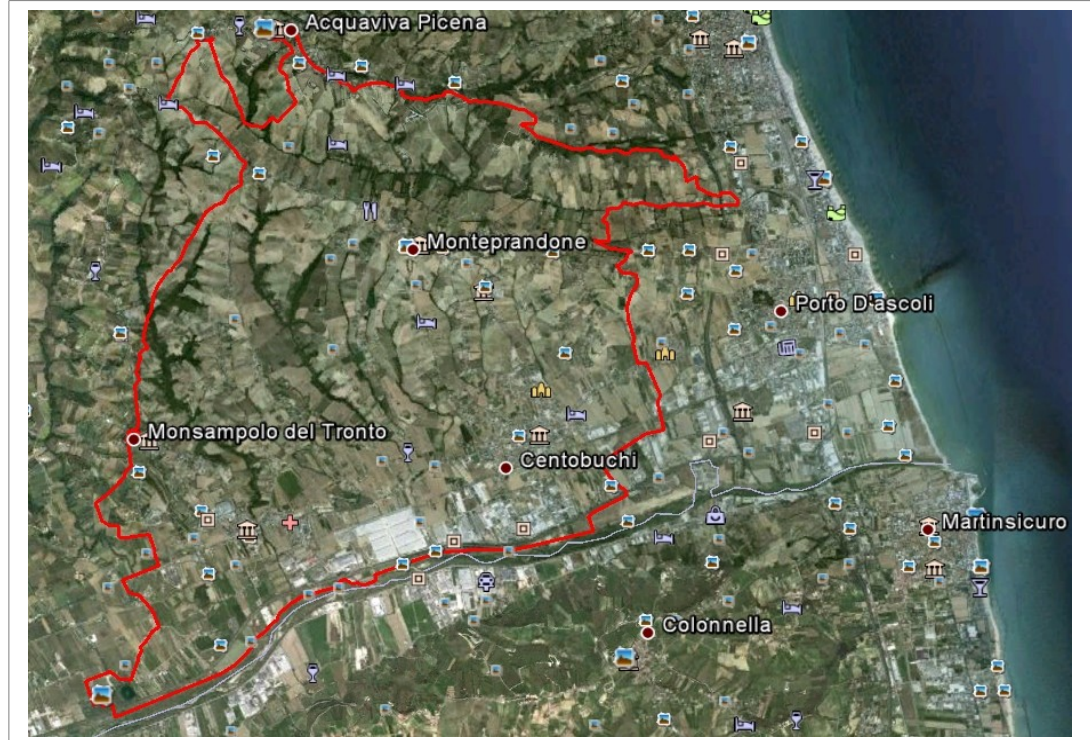 Acquaviva Picena
Monteprandone
Porto D'ascoli
Monsampolo del Tronto
Centobuchi
Martinsicuro
Colonnella